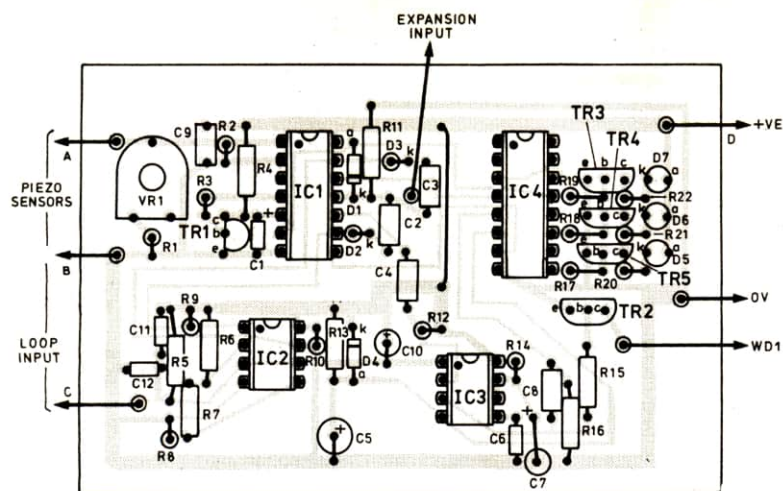 EXPANSION
INPUT
TR3
TR4
+VE
D
A
C9
R2
R11
D3
k
a
R4
e b c
D7
k
a
PIEZO
SENSORS
VR1
R3
IC1
k
D1
C3
IC4
R19
R22
c
b
e
TR1
+
C1
D2
k
C2
R18
k
a
D6
R21
B
R1
C4
e b c
k
a
D5
R17
R20
TR5
OV
R9
R12
e b c
TR2
LOOP
INPUT
C11
R5
R6
IC2
R10
R13
k
D4
a
C10
R14
WD1
C12
R7
IC3
C8
R15
C
R8
+
C5
C6
+
C7
R16